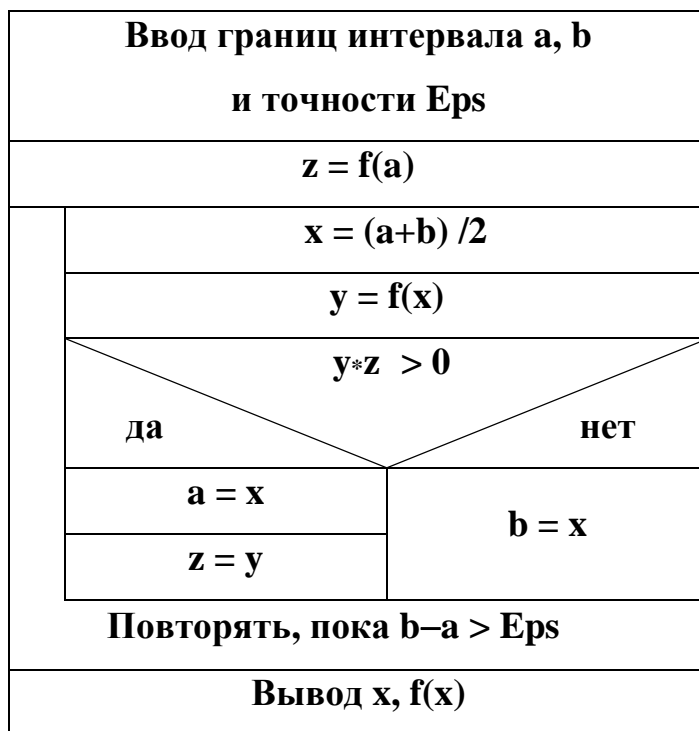 Ввод границ интервала a, b
и точности Eps
z = f(a)
x = (a+b) /2
y = f(x)
y*z > 0
да
нет
a = x
b = x
z = y
Повторять, пока b–a > Eps
Вывод x, f(x)